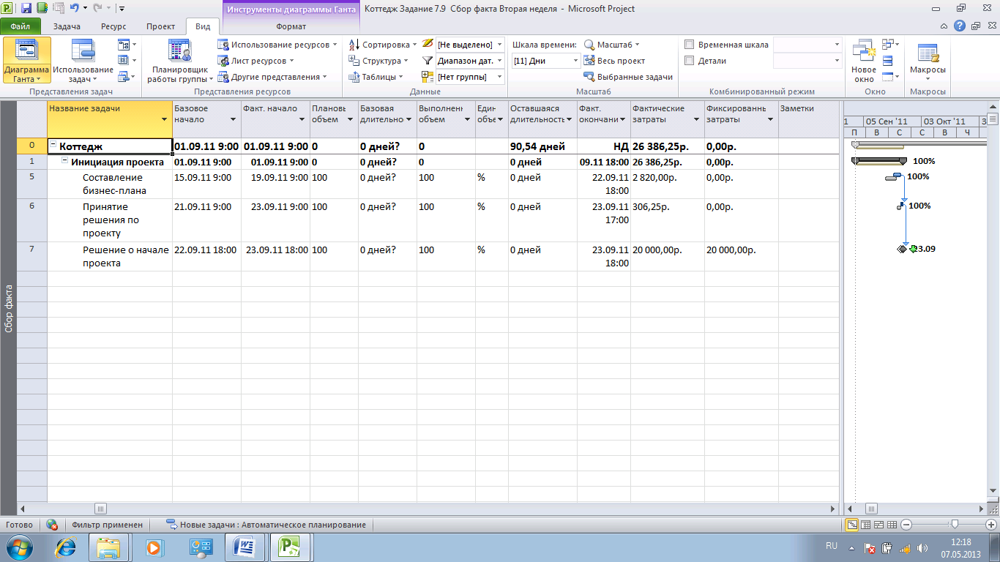 Инструменты диаграммы Ганта
Коттедж Задание 7.9 Сбор факта Вторая неделя - Microsoft Project
Файл Задача Ресурс Проект Вид Формат
Диаграмма Ганта
Использование задач
Представления задач
Планировщик работы группы
Использование ресурсов
Лист ресурсов
Другие представления
Представления ресурсов
Сортировка
Структура
Таблицы
[Не выделено]
Диапазон дат.
[Нет группы]
Данные
Шкала времени:
[11] Дни
Масштаб
Весь проект
Выбранные задачи
Масштаб
Временная шкала
Детали
Комбинированный режим
Новое окно
Окно
Макросы
Макросы
Название задачи
Базовое начало
Факт. начало
Плановь объем
Базовая длительно
Выполнен объем
Един объе
Оставшаяся длительность
Факт. окончани
Фактические затраты
Фиксированнь затраты
Заметки
1 05 Сен '11 03 Окт '11 3
П В С С В Ч
0 Коттедж 01.09.11 9:00 01.09.11 9:00 0 0 дней? 0 90,54 дней НД 26 386,25р. 0,00р.
1 Инициация проекта 01.09.11 9:00 01.09.11 9:00 0 0 дней? 0 0 дней 09.11 18:00 26 386,25р. 0,00р. 100%
5 Составление 15.09.11 9:00 19.09.11 9:00 100 0 дней? 100 % 0 дней 22.09.11 2 820,00р. 0,00р. 100%
бизнес-плана 18:00
6 Принятие 21.09.11 9:00 23.09.11 9:00 100 0 дней? 100 % 0 дней 23.09.11 306,25р. 0,00р. 100%
решения по 17:00
проекту
7 Решение о начале 22.09.11 18:00 23.09.11 18:00 100 0 дней? 100 % 0 дней 23.09.11 20 000,00р. 20 000,00р. 23.09
проекта 18:00
Сбор факта
Готово Фильтр применен Новые задачи : Автоматическое планирование
RU 12:18
07.05.2013